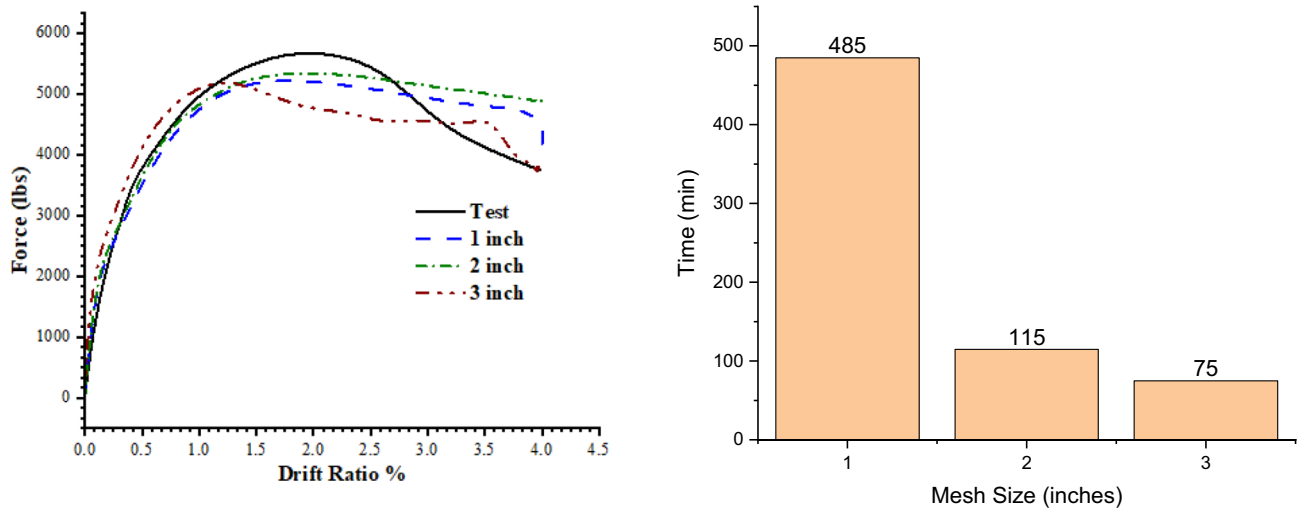 6000
5000
4000
3000
2000
1000
0
Force (lbs)
Test
1 inch
2 inch
3 inch
0.0 0.5 1.0 1.5 2.0 2.5 3.0 3.5 4.0 4.5
Drift Ratio %
500
400
300
200
100
0
Time (min)
485
115
75
1 2 3
Mesh Size (inches)